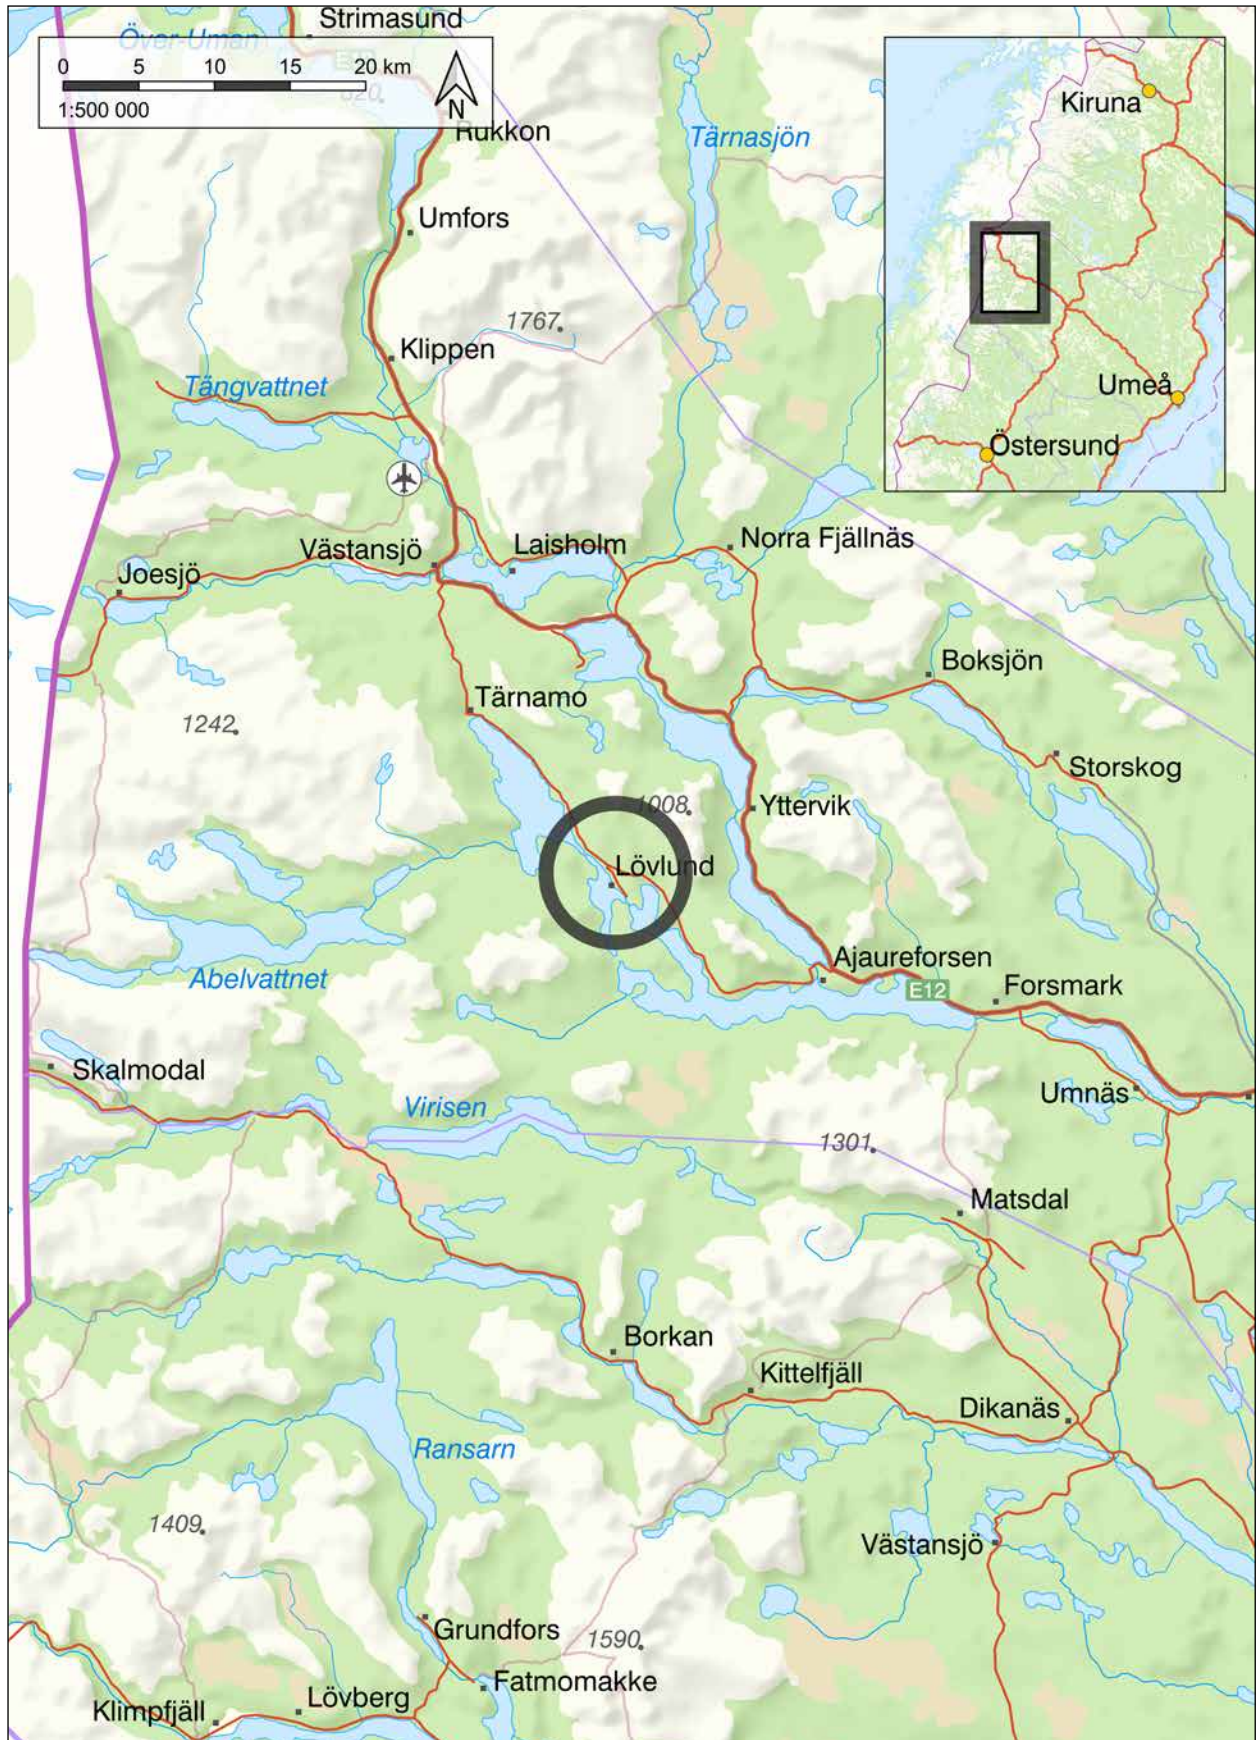 Strimasund
Över-Uman
E12
0 5 10 15 20 km
520
1:500 000
N
Rukkon
Tärnasjön
Kiruna
Umfors
1767
Klippen
Tängvattnet
Umeå
Östersund
Västansjö
Laisholm
Norra Fjällnäs
Joesjö
Boksjön
Tärnamo
1242
Storskog
1008
Yttervik
Lövlund
Ajaureforsen
Abelvattnet
E12
Forsmark
Skalmodal
Umnäs
Virisen
1301
Matsdal
Borkan
Kittelfjäll
Dikanäs
Ransarn
1409
Västansjö
Grundfors
1590
Fatmomakke
Lövberg
Klimpfjäll